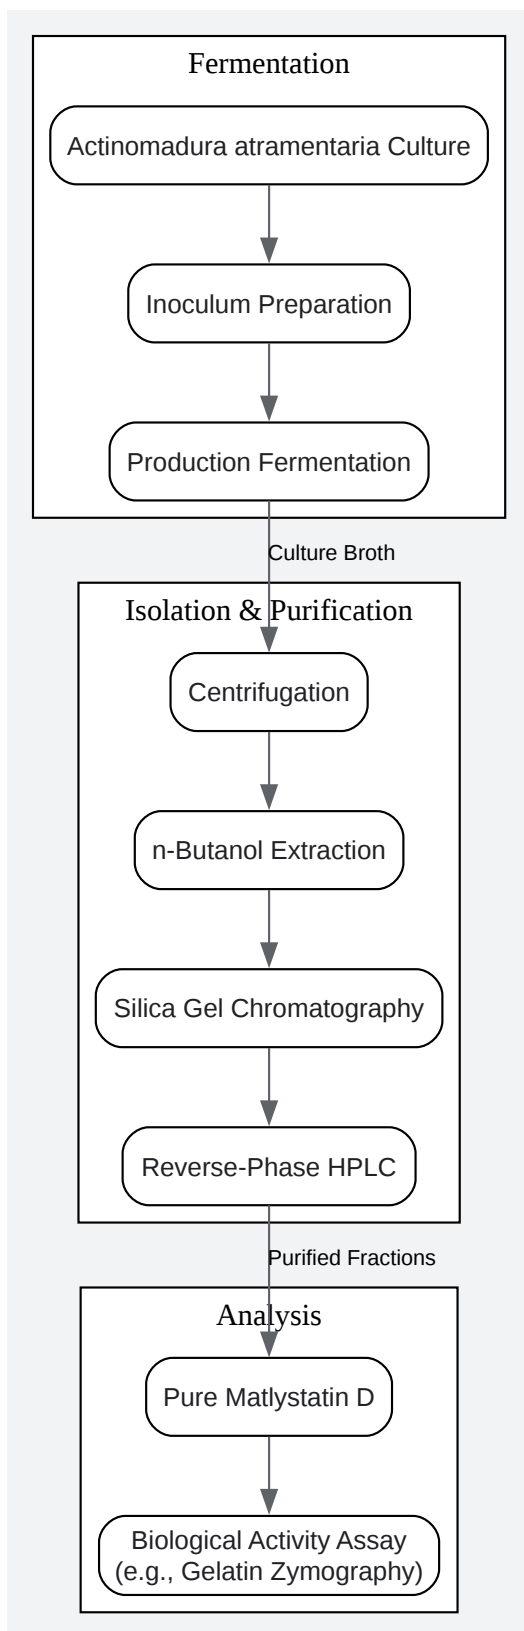 Fermentation
Actinomadura atramentaria Culture
Inoculum Preparation
Production Fermentation
Culture Broth
Isolation & Purification
Centrifugation
n-Butanol Extraction
Silica Gel Chromatography
Reverse-Phase HPLC
Purified Fractions
Analysis
Pure Matlystatin D
Biological Activity Assay
(e.g., Gelatin Zymography)